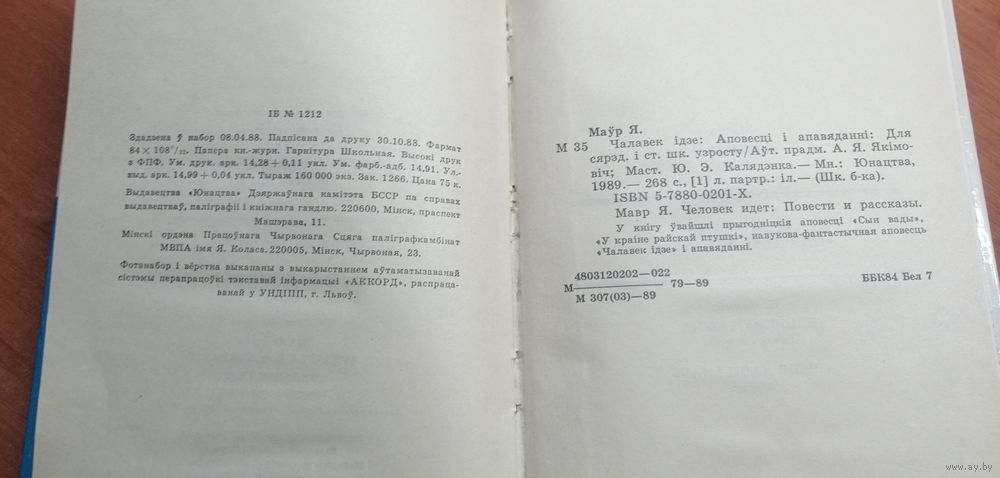 ІБ № 1212
Здадзена ў набор 08.04.88. Падпісана да друку 30.10.88. Фармат
84×108¹/₃₂. Папера кн.-журн. Гарнітура Школьная. Высокі друк
з ФПФ. Ум. друк. арк. 14,28+0,11 укл. Ум. фарб.-адб. 14,91. Ул.-
выд. арк. 14,99+0,04 укл. Тыраж 160 000 экз. Зак. 1266. Цана 75 к.
Выдавецтва «Юнацтва» Дзяржаўнага камітэта БССР па справах
выдавецтваў, паліграфіі і кніжнага гандлю. 220600, Мінск, праспект
Машэрава, 11.
Мінскі ордэна Працоўнага Чырвонага Сцяга паліграфкамбінат
МВПА імя Я. Коласа. 220005, Мінск, Чырвоная, 23.
Фотанабор і вёрстка выкананы з выкарыстаннем аўтаматызаванай
сістэмы перапрацоўкі тэкставай інфармацыі «АККОРД», распраца-
ванай у УНДІПП, г. Львоў.
Маўр Я.
М 35 Чалавек ідзе: Аповесці і апавяданні: Для
сярэд. і ст. шк. узросту/Аўт. прадм. А. Я. Якімо-
віч; Маст. Ю. Э. Калядэнка.— Мн.: Юнацтва,
1989.— 268 с., [1] л. партр.: іл.— (Шк. б-ка).
ISBN 5-7880-0201-X.
Мавр Я. Человек идет: Повести и рассказы.
У кнігу ўвайшлі прыгодніцкія аповесці «Сын вады»,
«У краіне райскай птушкі», навукова-фантастычная аповесць
«Чалавек ідзе» і апавяданні.
4803120202—022
М 79—89
М 307(03)—89
ББК84 Бел 7
www.ay.by